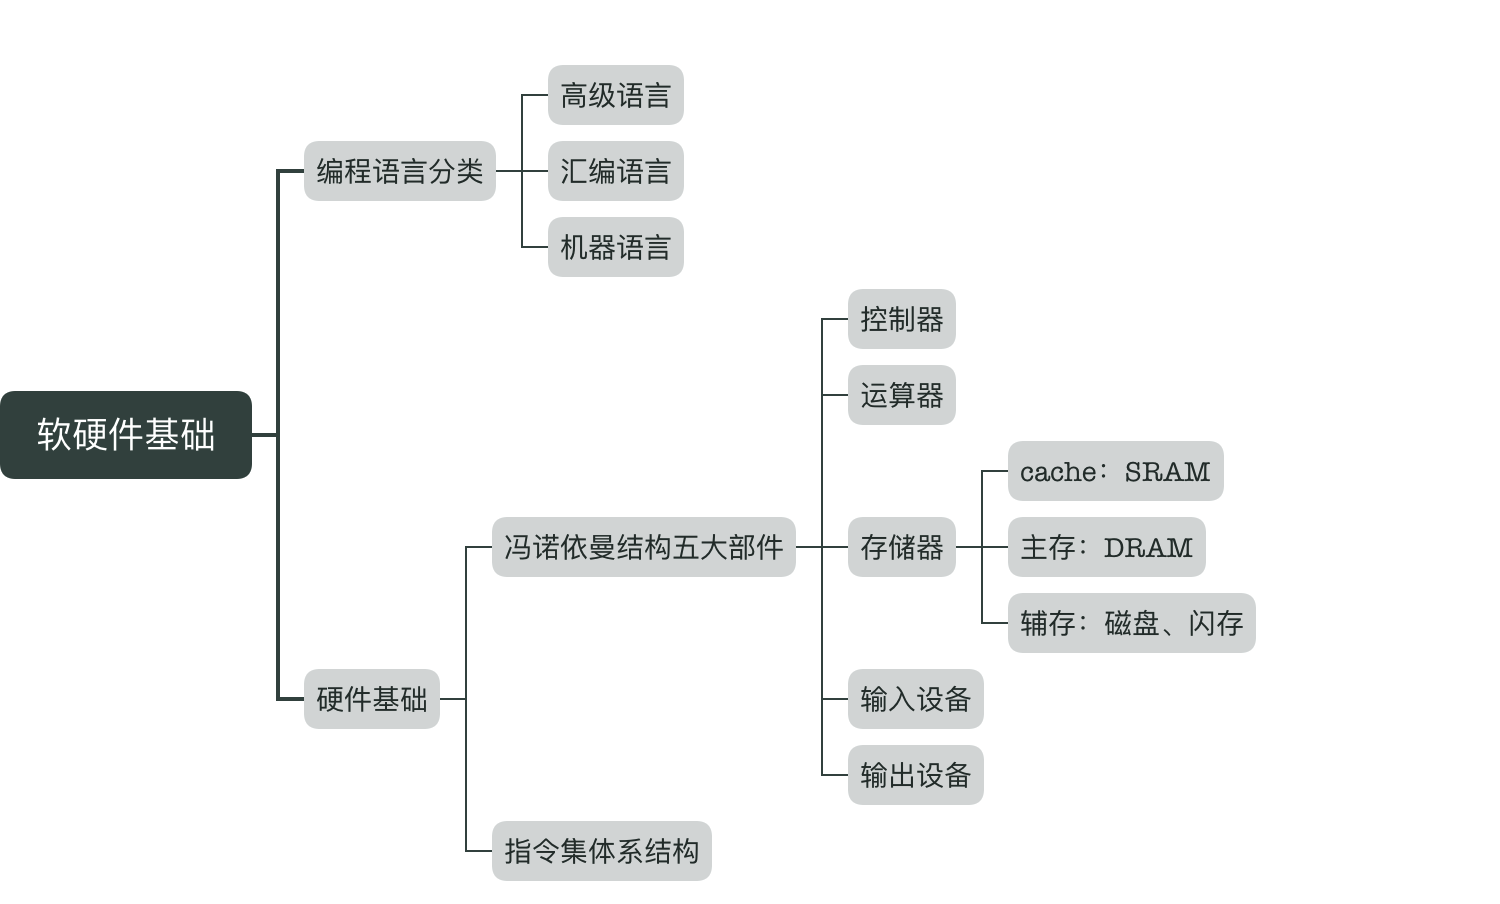 软硬件基础
编程语言分类
高级语言
汇编语言
机器语言
硬件基础
冯诺依曼结构五大部件
控制器
运算器
存储器
cache：SRAM
主存：DRAM
辅存：磁盘、闪存
输入设备
输出设备
指令集体系结构